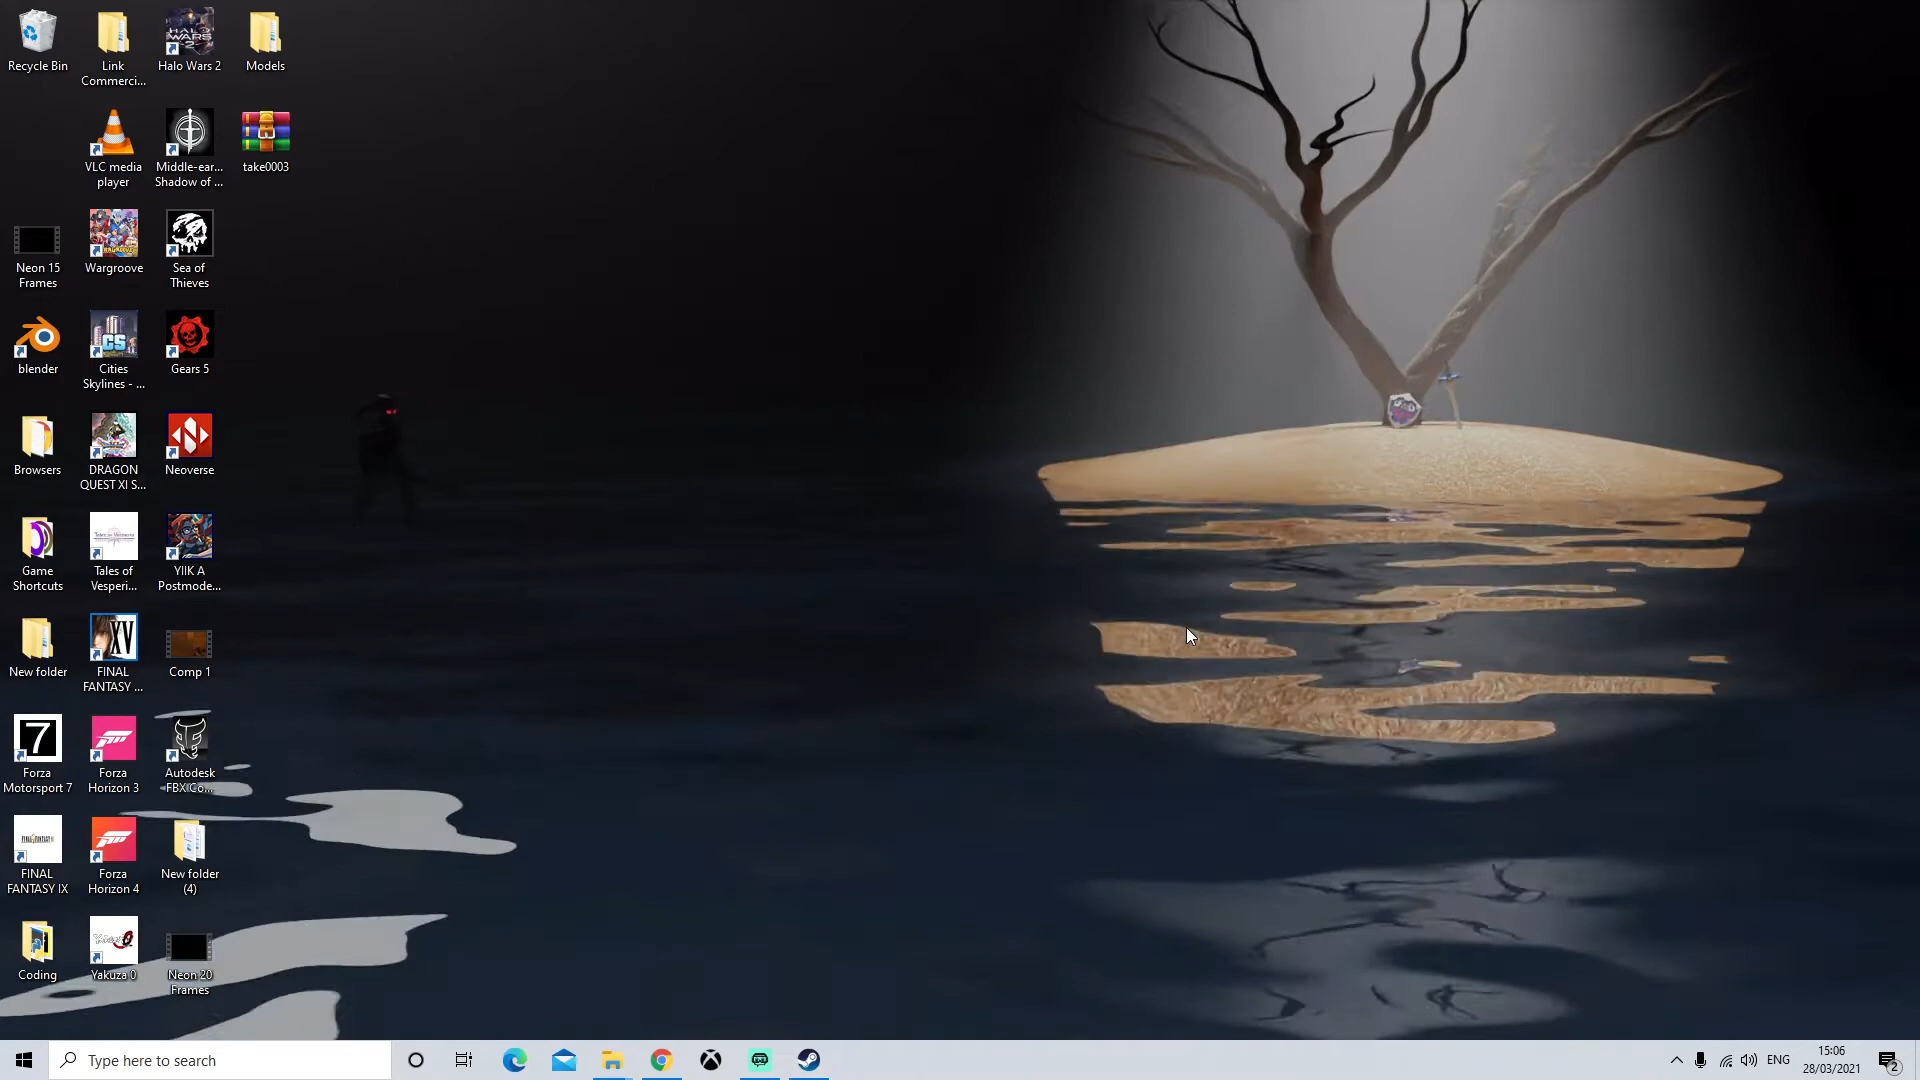 Recycle Bin
Link
Commerci...
Halo Wars 2
Models
VLC media
player
Middle-ear...
Shadow of ...
take0003
Neon 15
Frames
Wargroove
Sea of
Thieves
blender
Cities
Skylines - ...
Gears 5
Browsers
DRAGON
QUEST XI S...
Neoverse
Game
Shortcuts
Tales of
Vesperi...
YIIK A
Postmode...
New folder
XV
FINAL
FANTASY ...
Comp 1
7
Forza
Motorsport 7
Forza
Horizon 3
Autodesk
FBX Co...
FINAL
FANTASY IX
Forza
Horizon 4
New folder
(4)
Coding
Yakuza 0
Neon 20
Frames
Type here to search
ENG
15:06
28/03/2021
2